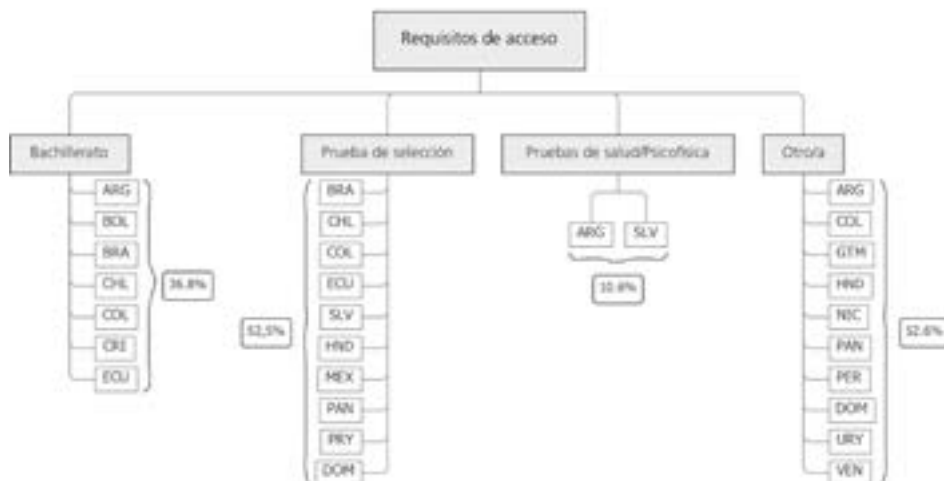 Requisitos de acceso
Bachillerato
ARG
BOL
BRA
CHL
COL
CRI
ECU
36.8%
Prueba de selección
BRA
CHL
COL
ECU
SLV
HND
MEX
PAN
PRY
DOM
52,5%
Pruebas de salud/Psicofísica
ARG
SLV
10.6%
Otro/a
ARG
COL
GTM
HND
NIC
PAN
PER
DOM
URY
VEN
52.6%